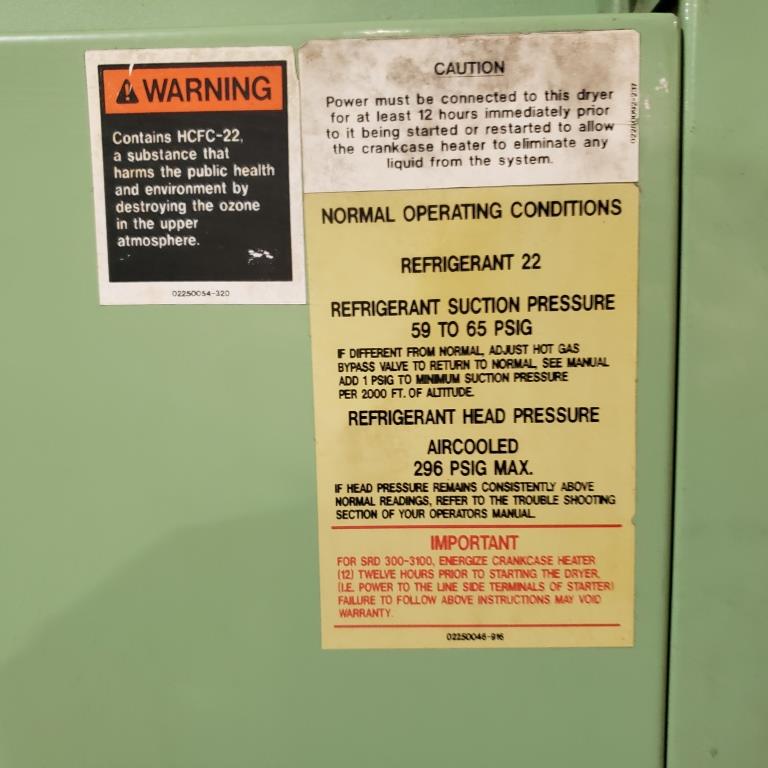 WARNING
Contains HCFC-22,
a substance that
harms the public health
and environment by
destroying the ozone
in the upper
atmosphere.
02250054-320
CAUTION
Power must be connected to this dryer
for at least 12 hours immediately prior
to it being started or restarted to allow
the crankcase heater to eliminate any
liquid from the system.
NORMAL OPERATING CONDITIONS
REFRIGERANT 22
REFRIGERANT SUCTION PRESSURE
59 TO 65 PSIG
IF DIFFERENT FROM NORMAL, ADJUST HOT GAS
BYPASS VALVE TO RETURN TO NORMAL, SEE MANUAL
ADD 1 PSIG TO MINIMUM SUCTION PRESSURE
PER 2000 FT. OF ALTITUDE.
REFRIGERANT HEAD PRESSURE
AIRCOOLED
296 PSIG MAX.
IF HEAD PRESSURE REMAINS CONSISTENTLY ABOVE
NORMAL READINGS, REFER TO THE TROUBLE SHOOTING
SECTION OF YOUR OPERATORS MANUAL.
IMPORTANT
FOR SRD 300-3100, ENERGIZE CRANKCASE HEATER
(12) TWELVE HOURS PRIOR TO STARTING THE DRYER,
(I.E. POWER TO THE LINE SIDE TERMINALS OF STARTER)
FAILURE TO FOLLOW ABOVE INSTRUCTIONS MAY VOID
WARRANTY.
02250046-916